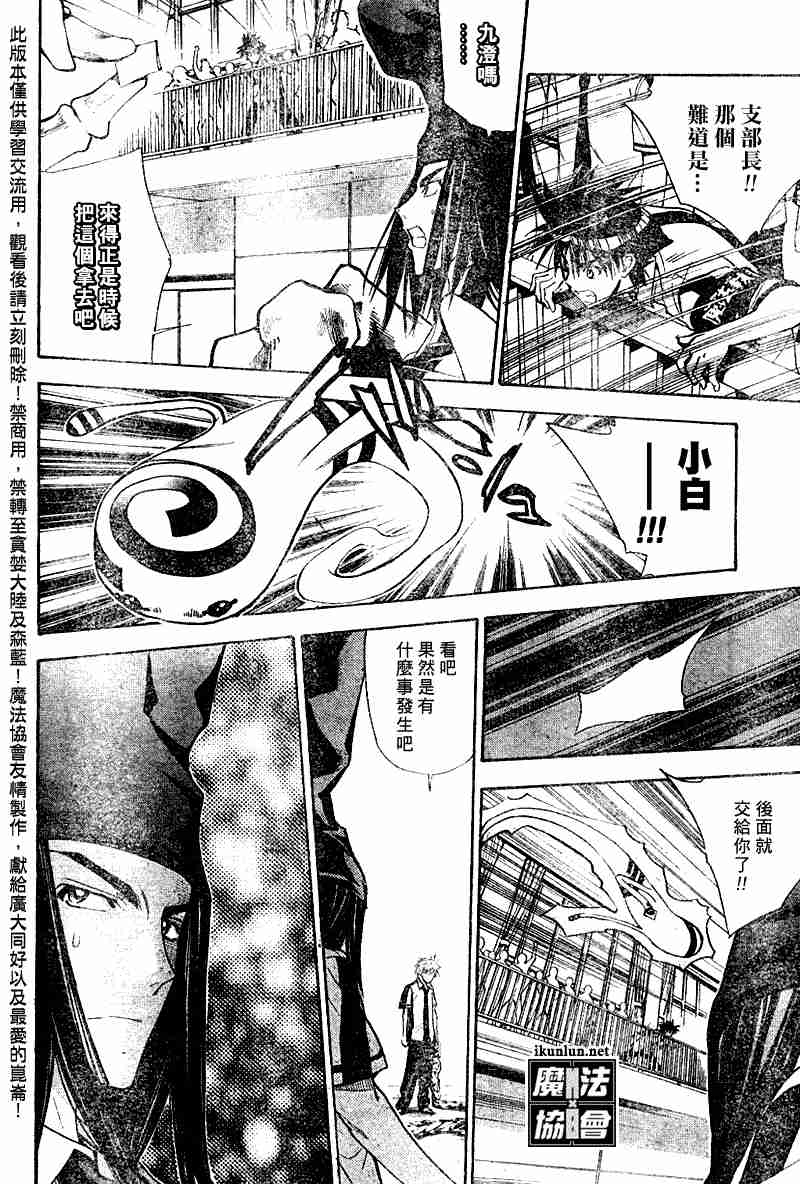 支部長!!
那個
難道是…
九澄嗎
……
來得正是時候
把這個拿去吧
小白
——!!!
看吧
果然是有
什麼事發生吧
後面就
交給你了!!
ikunlun.net
魔法
協會
此版本僅供學習交流用，觀看後請立刻刪除！禁商用，禁轉至貪婪大陸及森藍！魔法協會友情製作，獻給廣大同好以及最愛的崑崙！